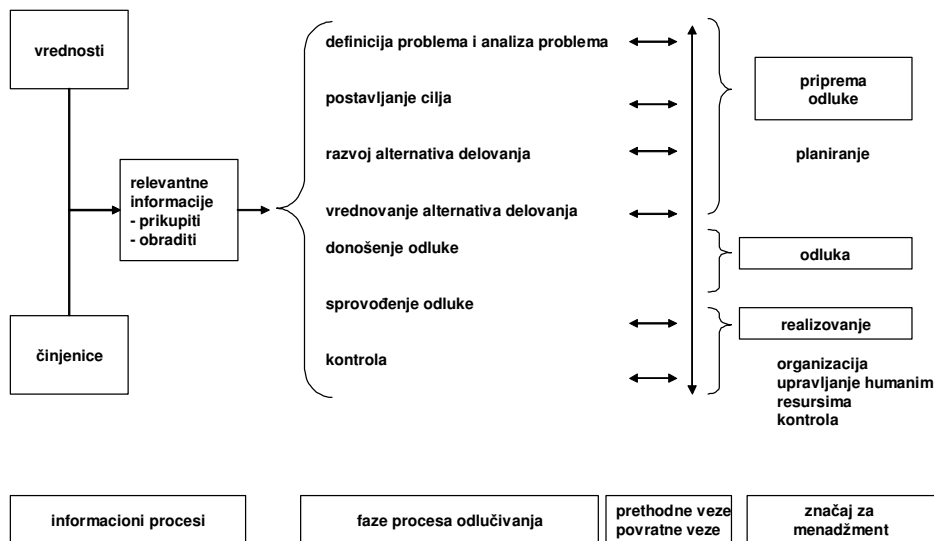 vrednosti
činjenice
relevantne
informacije
- prikupiti
- obraditi
definicija problema i analiza problema
postavljanje cilja
razvoj alternativa delovanja
vrednovanje alternativa delovanja
donošenje odluke
sprovođenje odluke
kontrola
priprema
odluke
planiranje
odluka
realizovanje
organizacija
upravljanje humanim
resursima
kontrola
informacioni procesi
faze procesa odlučivanja
prethodne veze
povratne veze
značaj za
menadžment